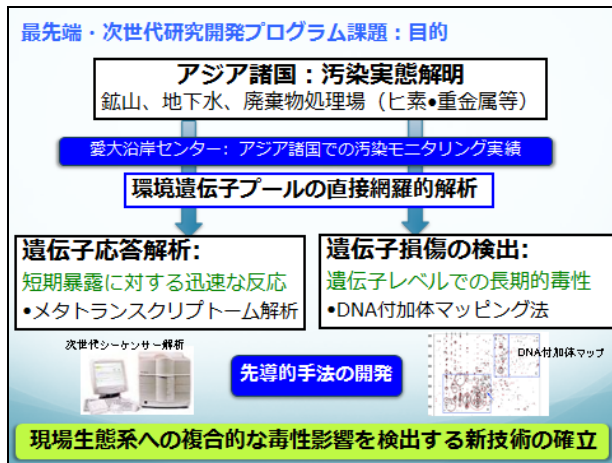 最先端・次世代研究開発プログラム課題：目的
アジア諸国：汚染実態解明
鉱山、地下水、廃棄物処理場（ヒ素•重金属等）
愛大沿岸センター：アジア諸国での汚染モニタリング実績
環境遺伝子プールの直接網羅的解析
遺伝子応答解析:
短期暴露に対する迅速な反応
•メタトランスクリプトーム解析
遺伝子損傷の検出:
遺伝子レベルでの長期的毒性
•DNA付加体マッピング法
次世代シーケンサー解析
先導的手法の開発
DNA付加体マップ
現場生態系への複合的な毒性影響を検出する新技術の確立